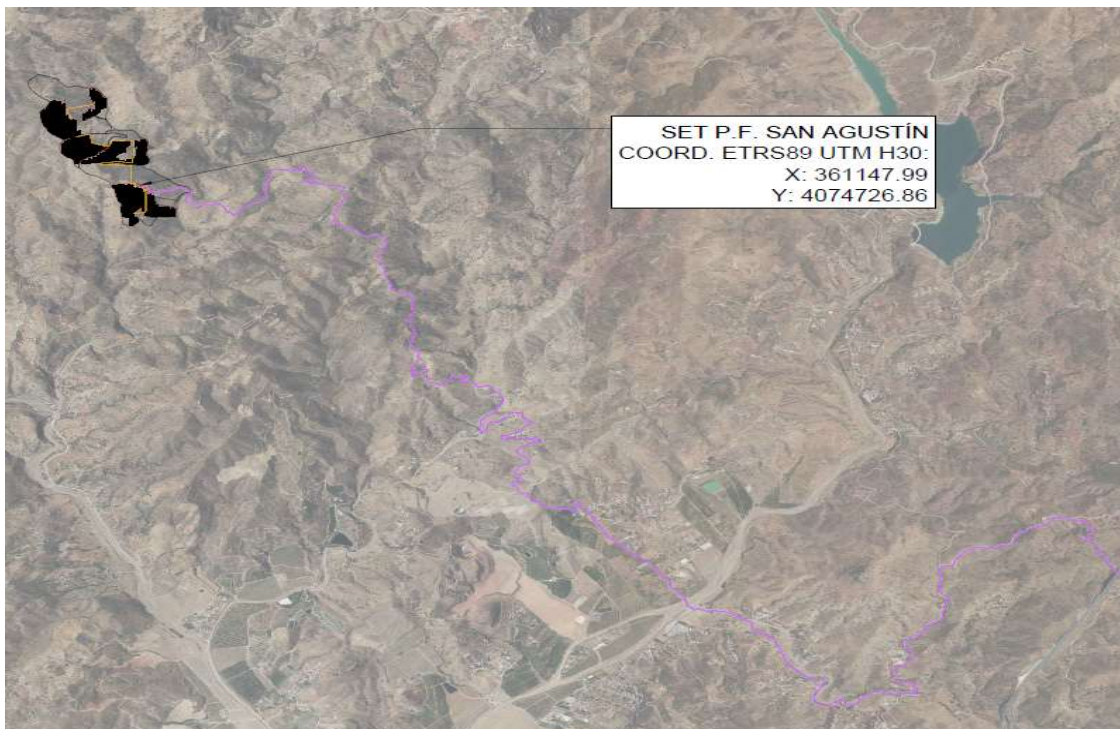 SET P.F. SAN AGUSTÍN
COORD. ETRS89 UTM H30:
X: 361147.99
Y: 4074726.86